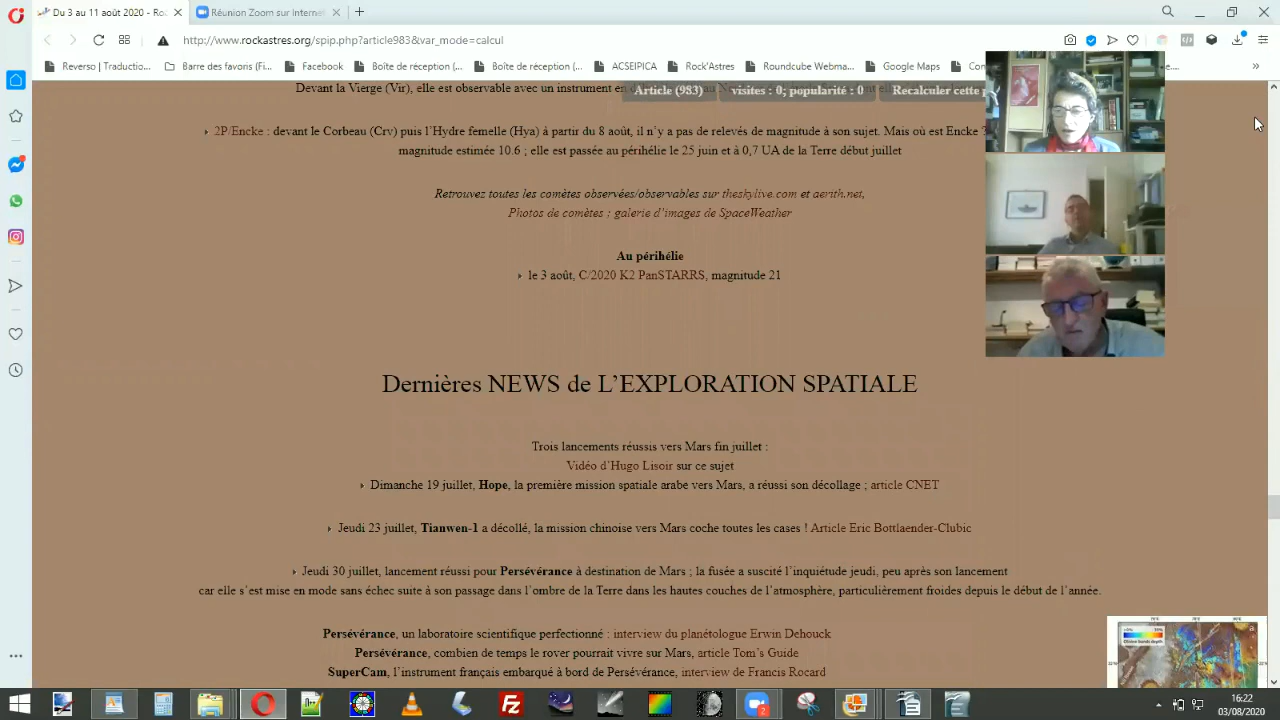 Du 3 au 11 août 2020 - Rock
Réunion Zoom sur Internet
http://www.rockastres.org/spip.php?article983&var_mode=calcul
Reverso | Traductio...
Barre des favoris (Fi...
Facebook
Boîte de réception (...
ACSEIPICA
Rock'Astres
Roundcube Webma...
Google Maps
Devant la Vierge (Vir), elle est observable avec un instrument en
Article (983)
visites : 0; popularité : 0
Recalculer cette p
2P/Encke : devant le Corbeau (Crv) puis l'Hydre femelle (Hya) à partir du 8 août, il n'y a pas de relevés de magnitude à son sujet. Mais où est Encke ?
magnitude estimée 10.6 ; elle est passée au périhélie le 25 juin et à 0,7 UA de la Terre début juillet
Retrouvez toutes les comètes observées/observables sur theskylive.com et aerith.net,
Photos de comètes : galerie d'images de SpaceWeather
Au périhélie
le 3 août, C/2020 K2 PanSTARRS, magnitude 21
Dernières NEWS de L'EXPLORATION SPATIALE
Trois lancements réussis vers Mars fin juillet :
Vidéo d'Hugo Lisoir sur ce sujet
Dimanche 19 juillet, Hope, la première mission spatiale arabe vers Mars, a réussi son décollage ; article CNET
Jeudi 23 juillet, Tianwen-1 a décollé, la mission chinoise vers Mars coche toutes les cases ! Article Eric Bottlaender-Clubic
Jeudi 30 juillet, lancement réussi pour Persévérance à destination de Mars ; la fusée a suscité l'inquiétude jeudi, peu après son lancement
car elle s'est mise en mode sans échec suite à son passage dans l'ombre de la Terre dans les hautes couches de l'atmosphère, particulièrement froides depuis le début de l'année.
Persévérance, un laboratoire scientifique perfectionné : interview du planétologue Erwin Dehouck
Persévérance, combien de temps le rover pourrait vivre sur Mars, article Tom's Guide
SuperCam, l'instrument français embarqué à bord de Persévérance, interview de Francis Rocard
16:22
03/08/2020